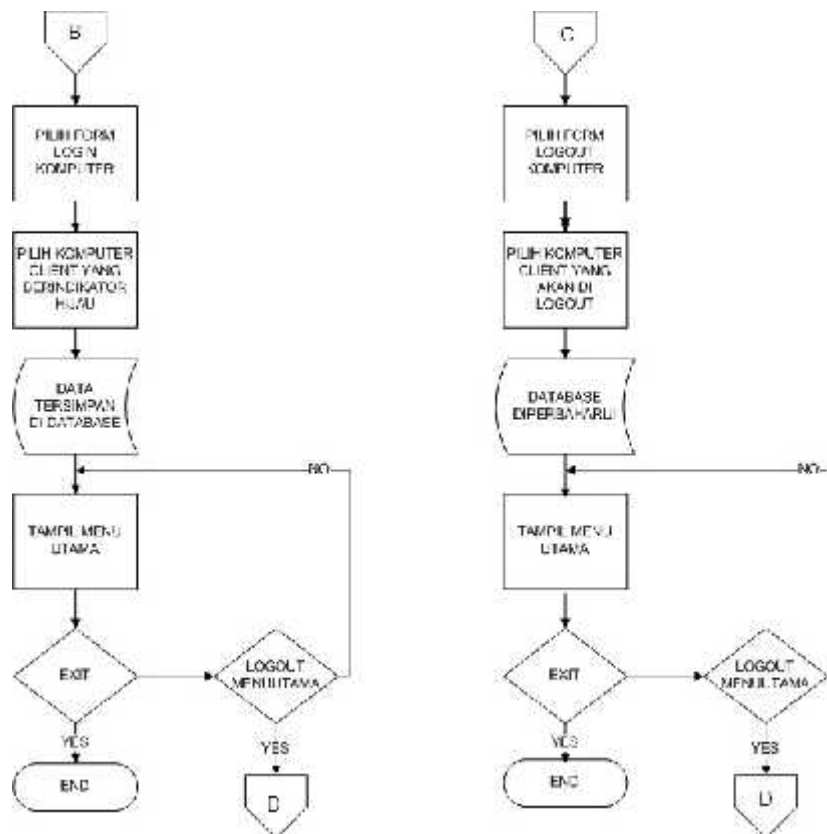 B
PILIH FORM
LOGIN
KOMPUTER
PILIH KOMPUTER
CLIENT YANG
BERINDIKATOR
HIJAU
DATA
TERSIMPAN
DI DATABASE
NO
TAMPIL MENU
UTAMA
EXIT
LOGOUT
MENU UTAMA
YES
YES
END
D
C
PILIH FORM
LOGOUT
KOMPUTER
PILIH KOMPUTER
CLIENT YANG
AKAN DI
LOGOUT
DATABASE
DIPERBAHARUI
NO
TAMPIL MENU
UTAMA
EXIT
LOGOUT
MENU UTAMA
YES
YES
END
D